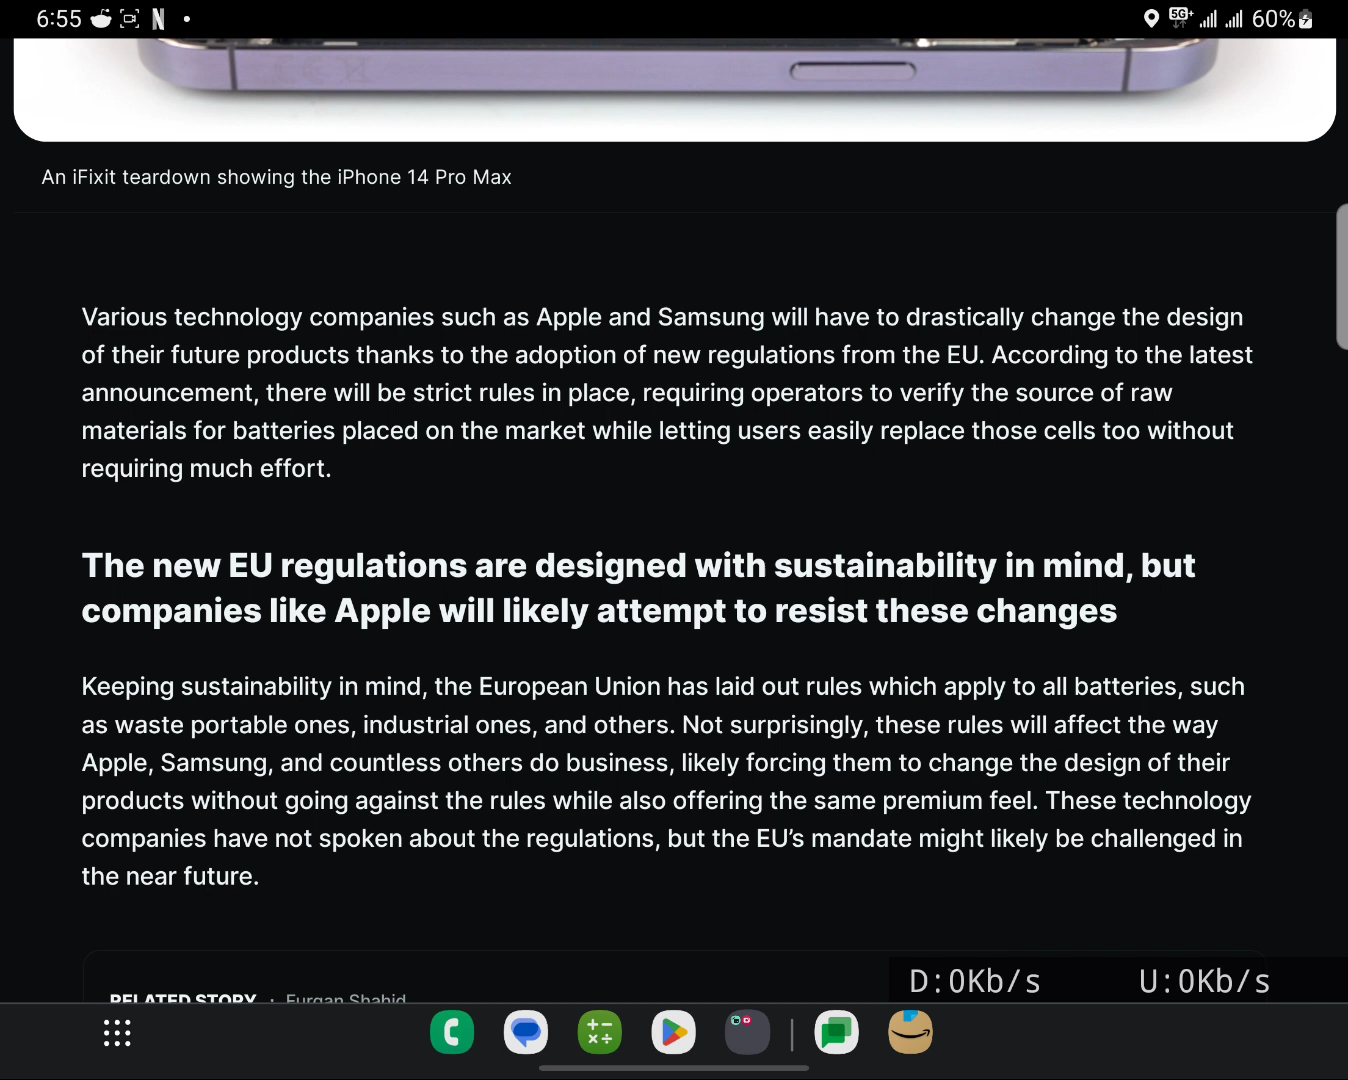 6:55
5G+
60%
An iFixit teardown showing the iPhone 14 Pro Max
Various technology companies such as Apple and Samsung will have to drastically change the design
of their future products thanks to the adoption of new regulations from the EU. According to the latest
announcement, there will be strict rules in place, requiring operators to verify the source of raw
materials for batteries placed on the market while letting users easily replace those cells too without
requiring much effort.
The new EU regulations are designed with sustainability in mind, but
companies like Apple will likely attempt to resist these changes
Keeping sustainability in mind, the European Union has laid out rules which apply to all batteries, such
as waste portable ones, industrial ones, and others. Not surprisingly, these rules will affect the way
Apple, Samsung, and countless others do business, likely forcing them to change the design of their
products without going against the rules while also offering the same premium feel. These technology
companies have not spoken about the regulations, but the EU’s mandate might likely be challenged in
the near future.
RELATED STORY · Furqan Shahid
D:0Kb/s U:0Kb/s